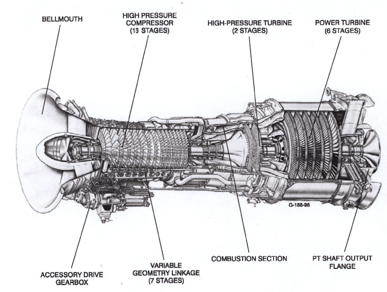 BELLMOUTH
HIGH PRESSURE
COMPRESSOR
(13 STAGES)
HIGH-PRESSURE TURBINE
(2 STAGES)
POWER TURBINE
(6 STAGES)
G-188-98
ACCESSORY DRIVE
GEARBOX
VARIABLE
GEOMETRY LINKAGE
(7 STAGES)
COMBUSTION SECTION
PT SHAFT OUTPUT
FLANGE